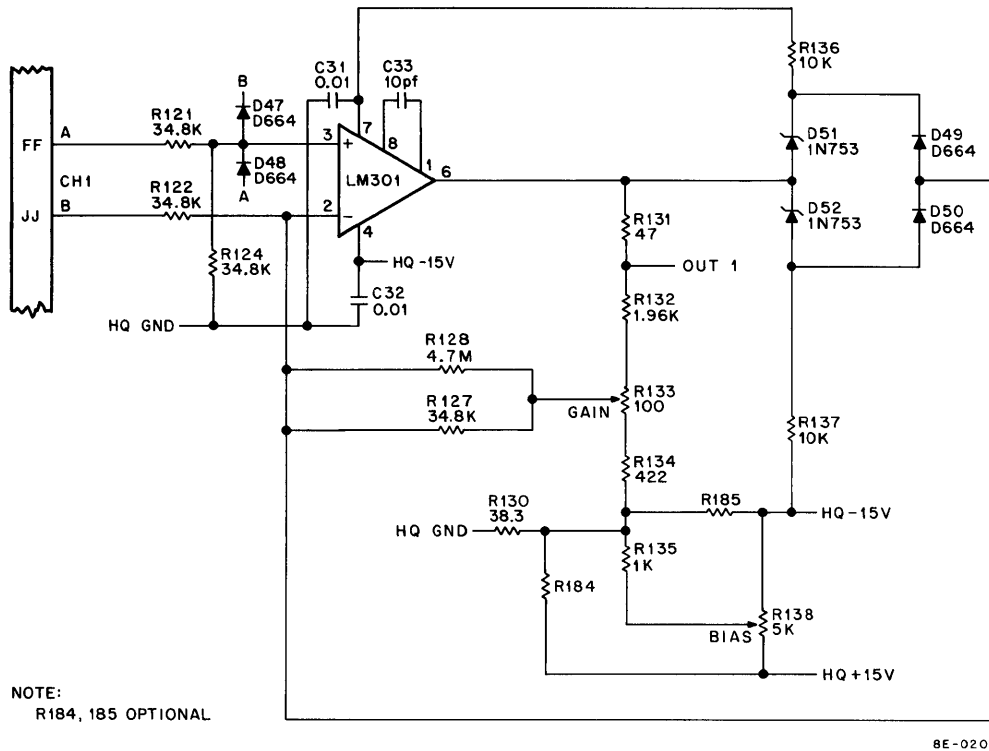 R136
10K
C31
0.01
C33
10pf
B
D47
D664
R121
34.8K
FF
A
3
+
7
8
1
6
D51
1N753
D49
D664
D48
D664
A
LM301
CH1
R122
34.8K
JJ
B
2
−
4
D52
1N753
D50
D664
R131
47
R124
34.8K
HQ-15V
OUT 1
C32
0.01
R132
1.96K
HQ GND
R128
4.7M
R133
100
GAIN
R127
34.8K
R137
10K
R134
422
R130
38.3
R185
HQ GND
HQ-15V
R135
1K
R184
R138
5K
BIAS
HQ+15V
NOTE:
R184, 185 OPTIONAL
8E-020